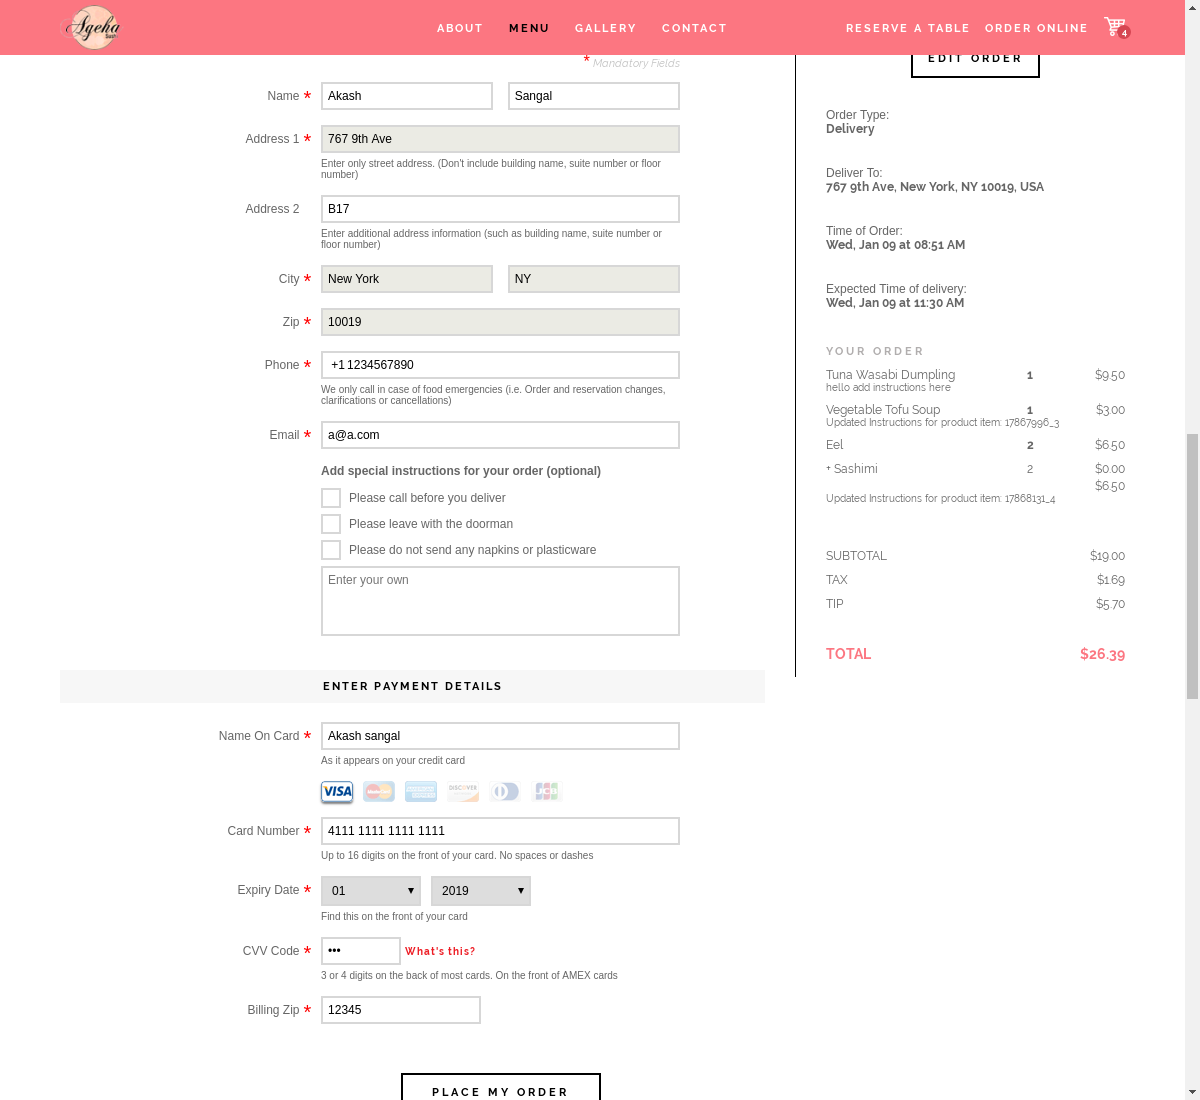 Ageha
ABOUT MENU GALLERY CONTACT RESERVE A TABLE ORDER ONLINE 4
* Mandatory Fields
Name * Akash Sangal
Address 1 * 767 9th Ave
Enter only street address. (Don't include building name, suite number or floor
number)
Address 2 B17
Enter additional address information (such as building name, suite number or
floor number)
City * New York NY
Zip * 10019
Phone * +1 1234567890
We only call in case of food emergencies (i.e. Order and reservation changes,
clarifications or cancellations)
Email * a@a.com
Add special instructions for your order (optional)
Please call before you deliver
Please leave with the doorman
Please do not send any napkins or plasticware
Enter your own
ENTER PAYMENT DETAILS
Name On Card * Akash sangal
As it appears on your credit card
VISA MasterCard AMERICAN EXPRESS DISCOVER JCB
Card Number * 4111 1111 1111 1111
Up to 16 digits on the front of your card. No spaces or dashes
Expiry Date * 01 2019
Find this on the front of your card
CVV Code * ••• What's this?
3 or 4 digits on the back of most cards. On the front of AMEX cards
Billing Zip * 12345
PLACE MY ORDER
EDIT ORDER
Order Type:
Delivery
Deliver To:
767 9th Ave, New York, NY 10019, USA
Time of Order:
Wed, Jan 09 at 08:51 AM
Expected Time of delivery:
Wed, Jan 09 at 11:30 AM
YOUR ORDER
Tuna Wasabi Dumpling 1 $9.50
hello add instructions here
Vegetable Tofu Soup 1 $3.00
Updated Instructions for product item: 17867996_3
Eel 2 $6.50
+ Sashimi 2 $0.00
$6.50
Updated Instructions for product item: 17868131_4
SUBTOTAL $19.00
TAX $1.69
TIP $5.70
TOTAL $26.39